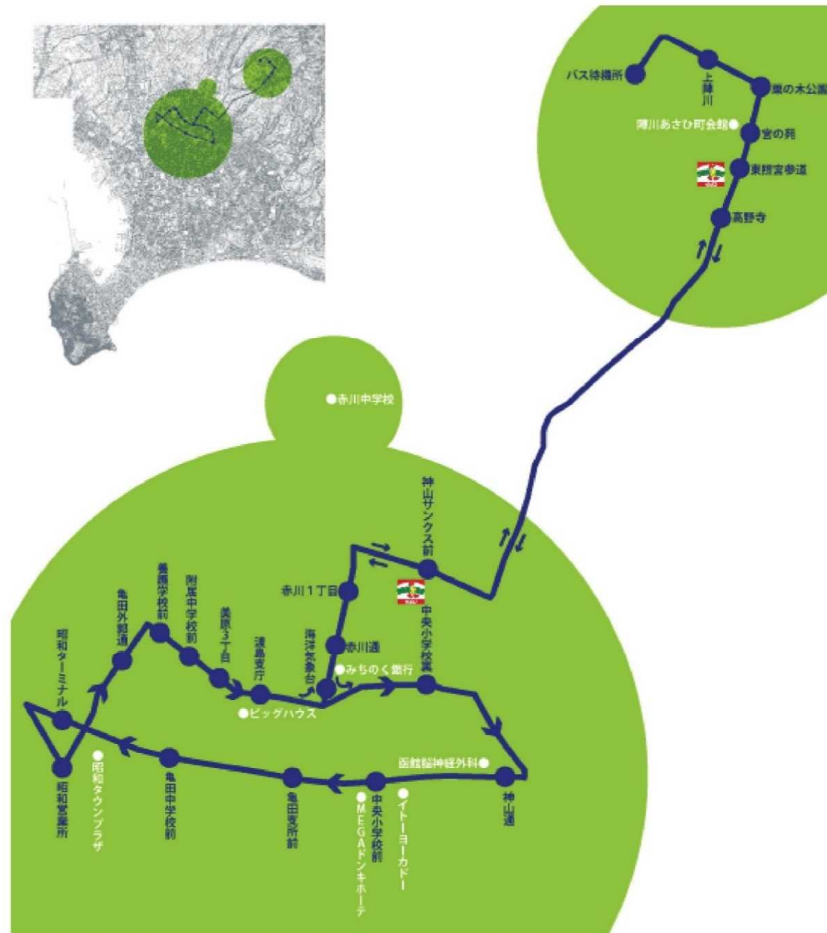 バス待機所
上陣川
栗の木公園
陣川あさひ町会館
宮の苑
東照宮参道
高野寺
赤川中学校
神山サンクス前
赤川1丁目
中央小学校裏
赤川通
海洋気象台
みちのく銀行
渡島支庁
美原3丁目
附属中学校前
養護学校前
亀田外郭通
昭和ターミナル
ビッグハウス
函館脳神経外科
神山通
イトーヨーカドー
中央小学校前
MEGAドンキホーテ
亀田支所前
亀田中学校前
昭和タウンプラザ
昭和営業所